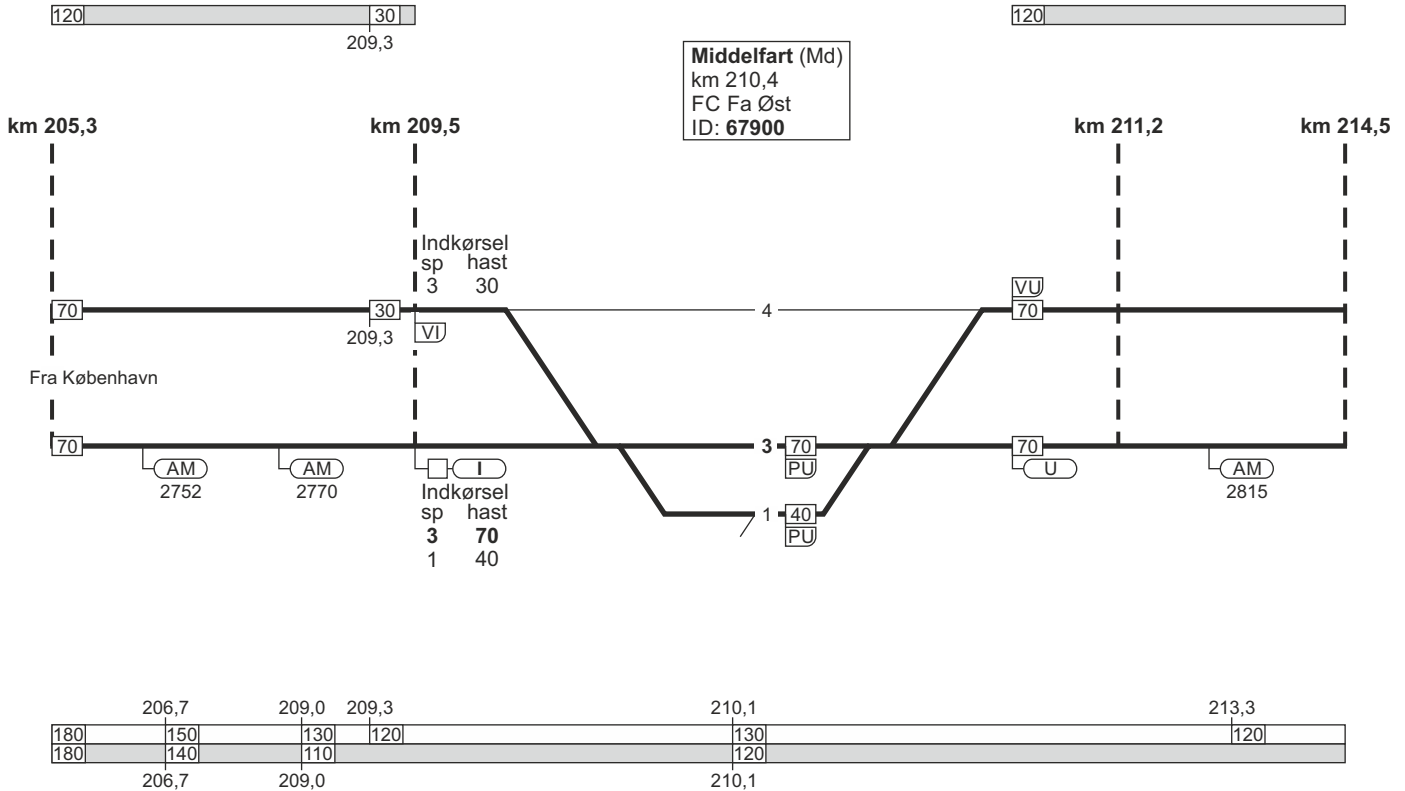 120 30 120
209,3
Middelfart (Md)
km 210,4
FC Fa Øst
ID: 67900
km 205,3 km 209,5 km 211,2 km 214,5
Indkørsel
sp hast
3 30
VU
70 30 4 70
209,3 VI
Fra København
70 3 70 70
AM AM I PU U AM
2752 2770 2815
Indkørsel
sp hast
3 70
1 40
1 40
PU
206,7 209,0 209,3 210,1 213,3
180 150 130 120 130 120
180 140 110 120
206,7 209,0 210,1